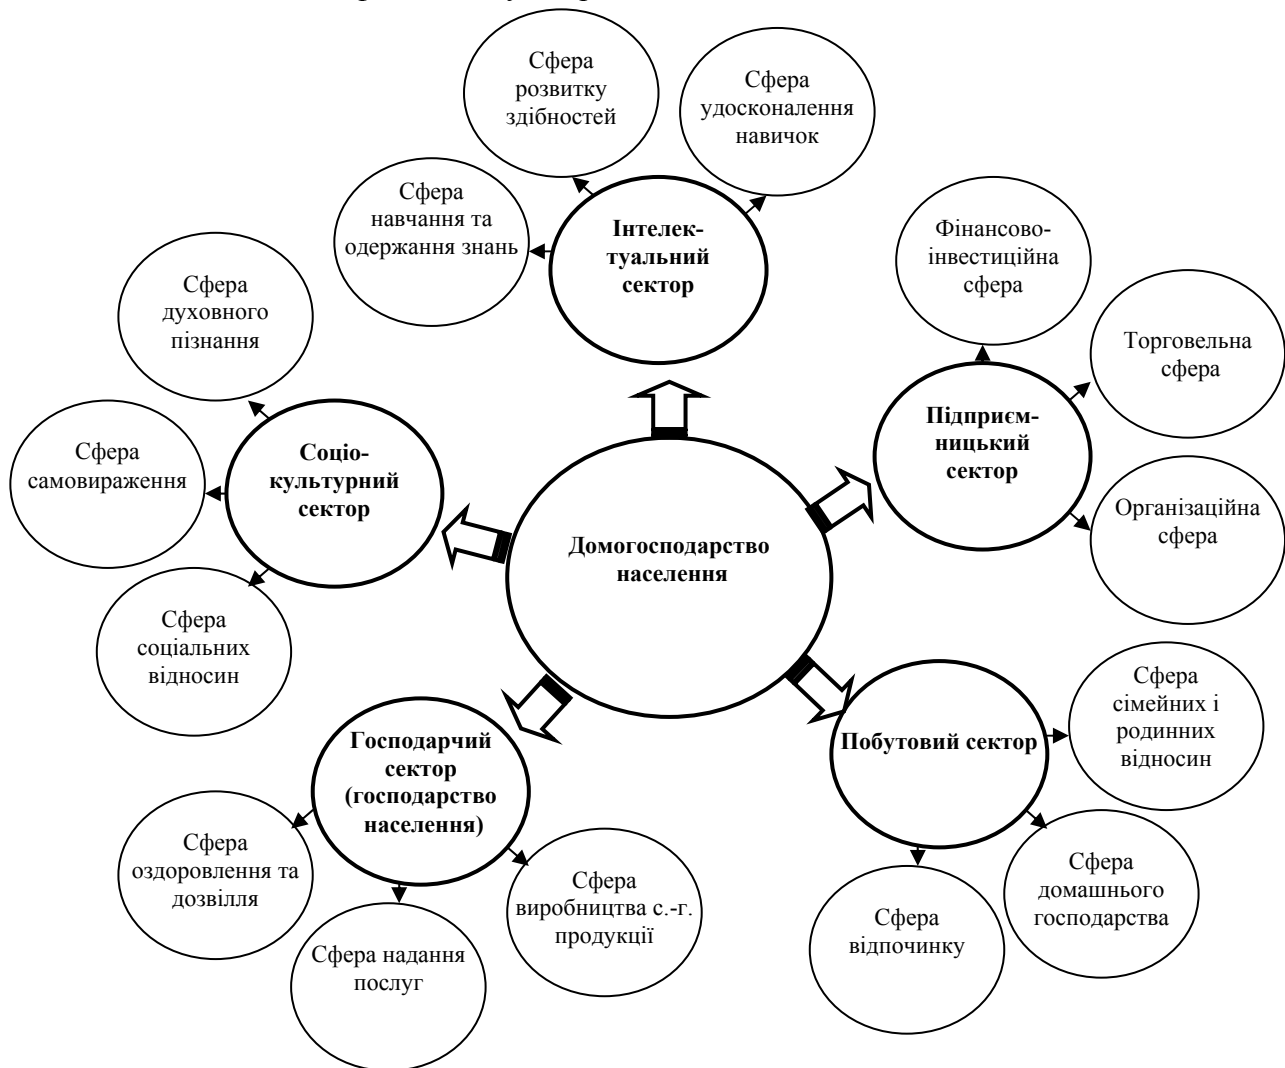 Сфера
розвитку
здібностей
Сфера
удосконалення
навичок
Сфера
навчання та
одержання знань
Інтелек-
туальний
сектор
Фінансово-
інвестиційна
сфера
Торговельна
сфера
Підприєм-
ницький
сектор
Організаційна
сфера
Сфера
духовного
пізнання
Сфера
самовираження
Соціо-
культурний
сектор
Сфера
соціальних
відносин
Домогосподарство
населення
Господарчий
сектор
(господарство
населення)
Сфера
оздоровлення та
дозвілля
Сфера надання
послуг
Сфера
виробництва с.-г.
продукції
Побутовий сектор
Сфера
сімейних і
родинних
відносин
Сфера
домашнього
господарства
Сфера
відпочинку